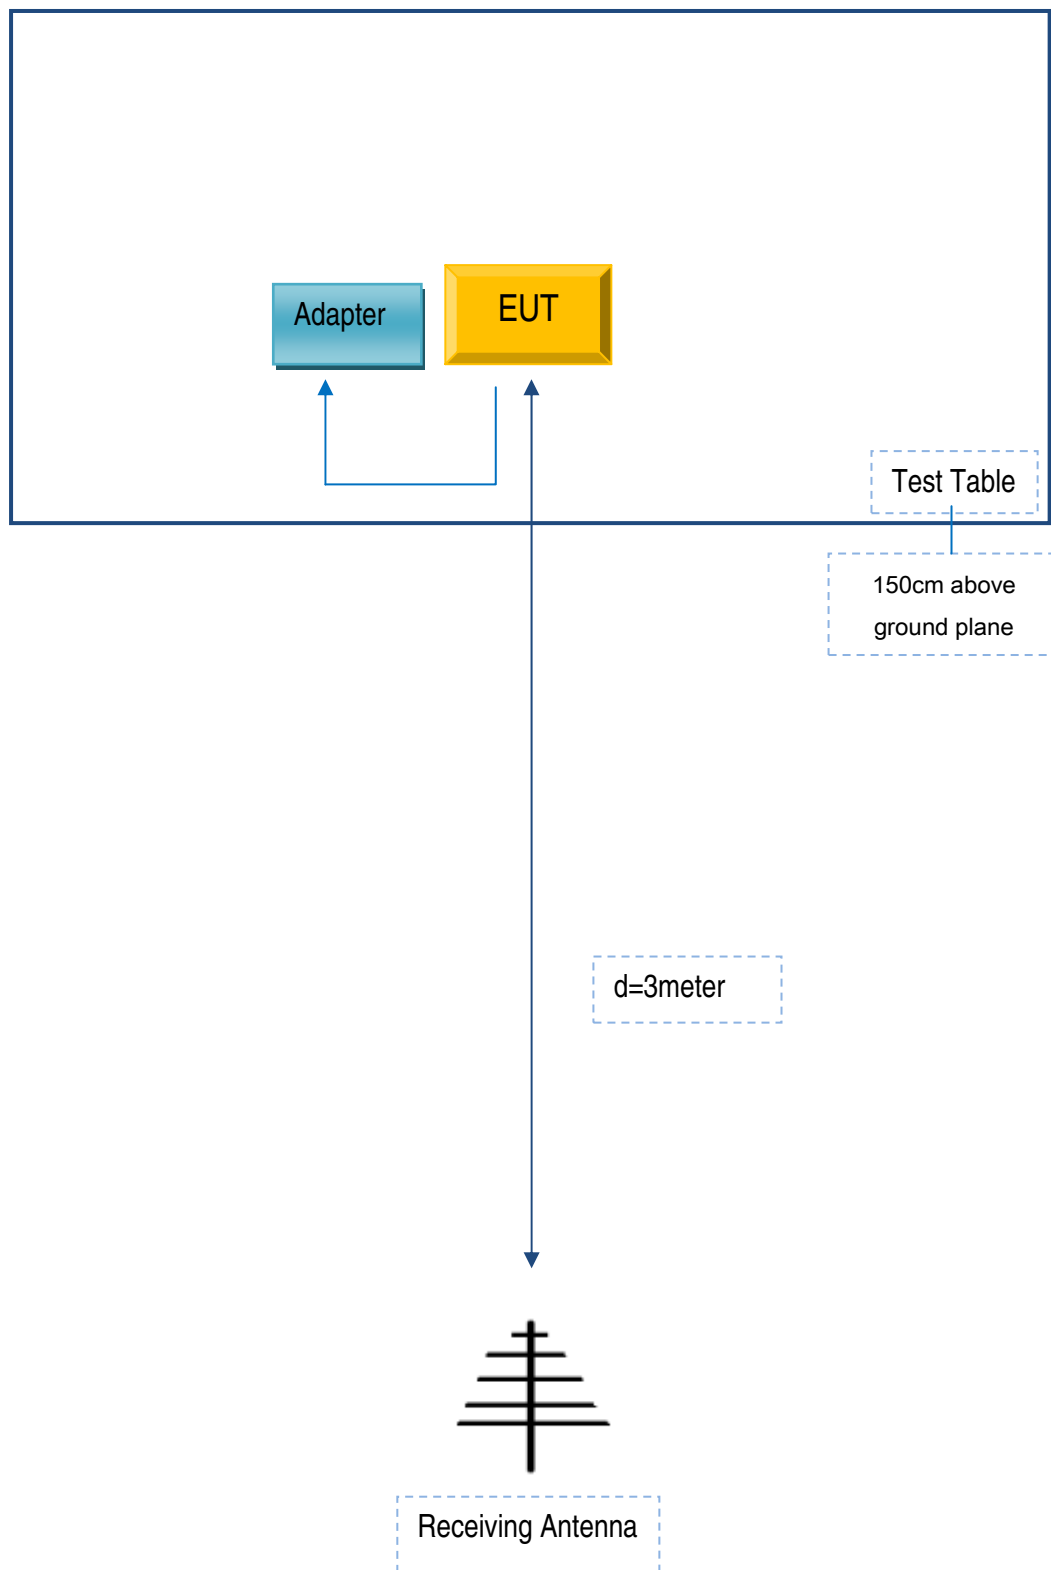 Adapter
EUT
Test Table
150cm above
ground plane
d=3meter
Receiving Antenna